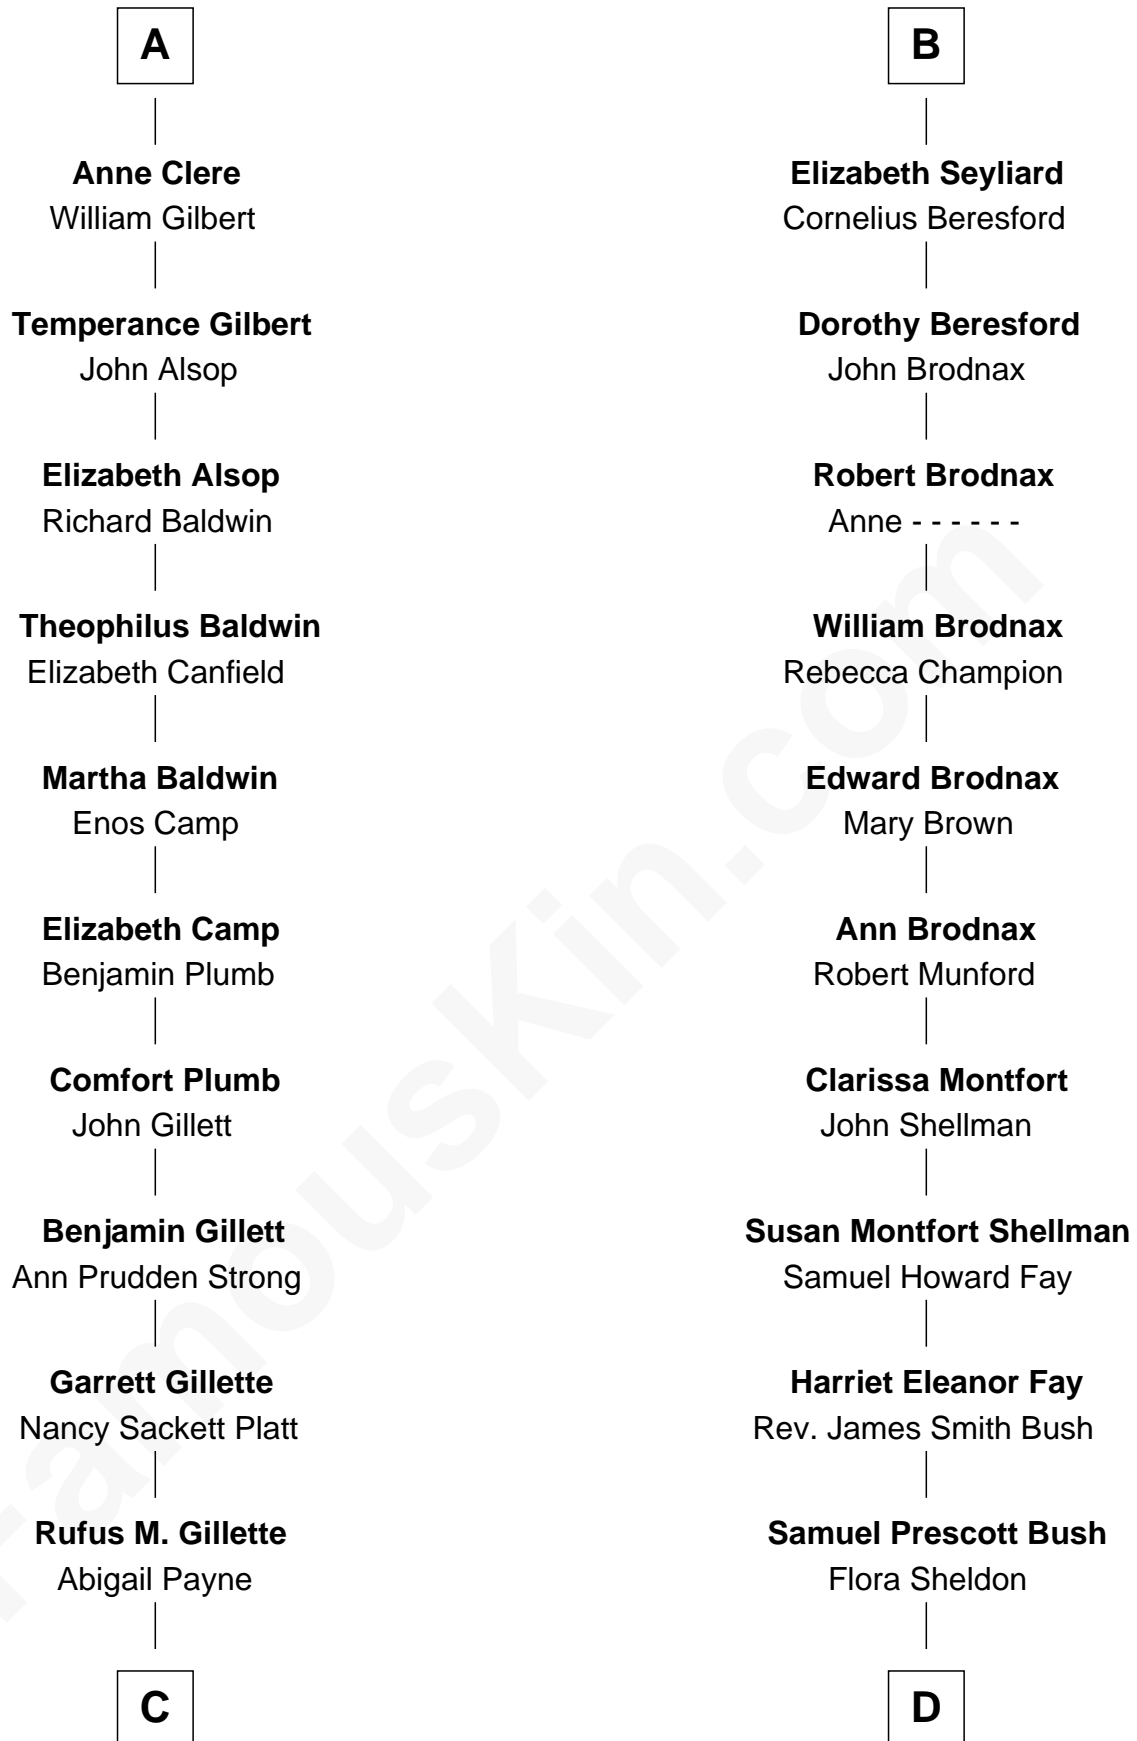 A
Anne Clere
William Gilbert
Temperance Gilbert
John Alsop
Elizabeth Alsop
Richard Baldwin
Theophilus Baldwin
Elizabeth Canfield
Martha Baldwin
Enos Camp
Elizabeth Camp
Benjamin Plumb
Comfort Plumb
John Gillett
Benjamin Gillett
Ann Prudden Strong
Garrett Gillette
Nancy Sackett Platt
Rufus M. Gillette
Abigail Payne
C
B
Elizabeth Seyliard
Cornelius Beresford
Dorothy Beresford
John Brodnax
Robert Brodnax
Anne - - - - - -
William Brodnax
Rebecca Champion
Edward Brodnax
Mary Brown
Ann Brodnax
Robert Munford
Clarissa Montfort
John Shellman
Susan Montfort Shellman
Samuel Howard Fay
Harriet Eleanor Fay
Rev. James Smith Bush
Samuel Prescott Bush
Flora Sheldon
D
FamousKin.com